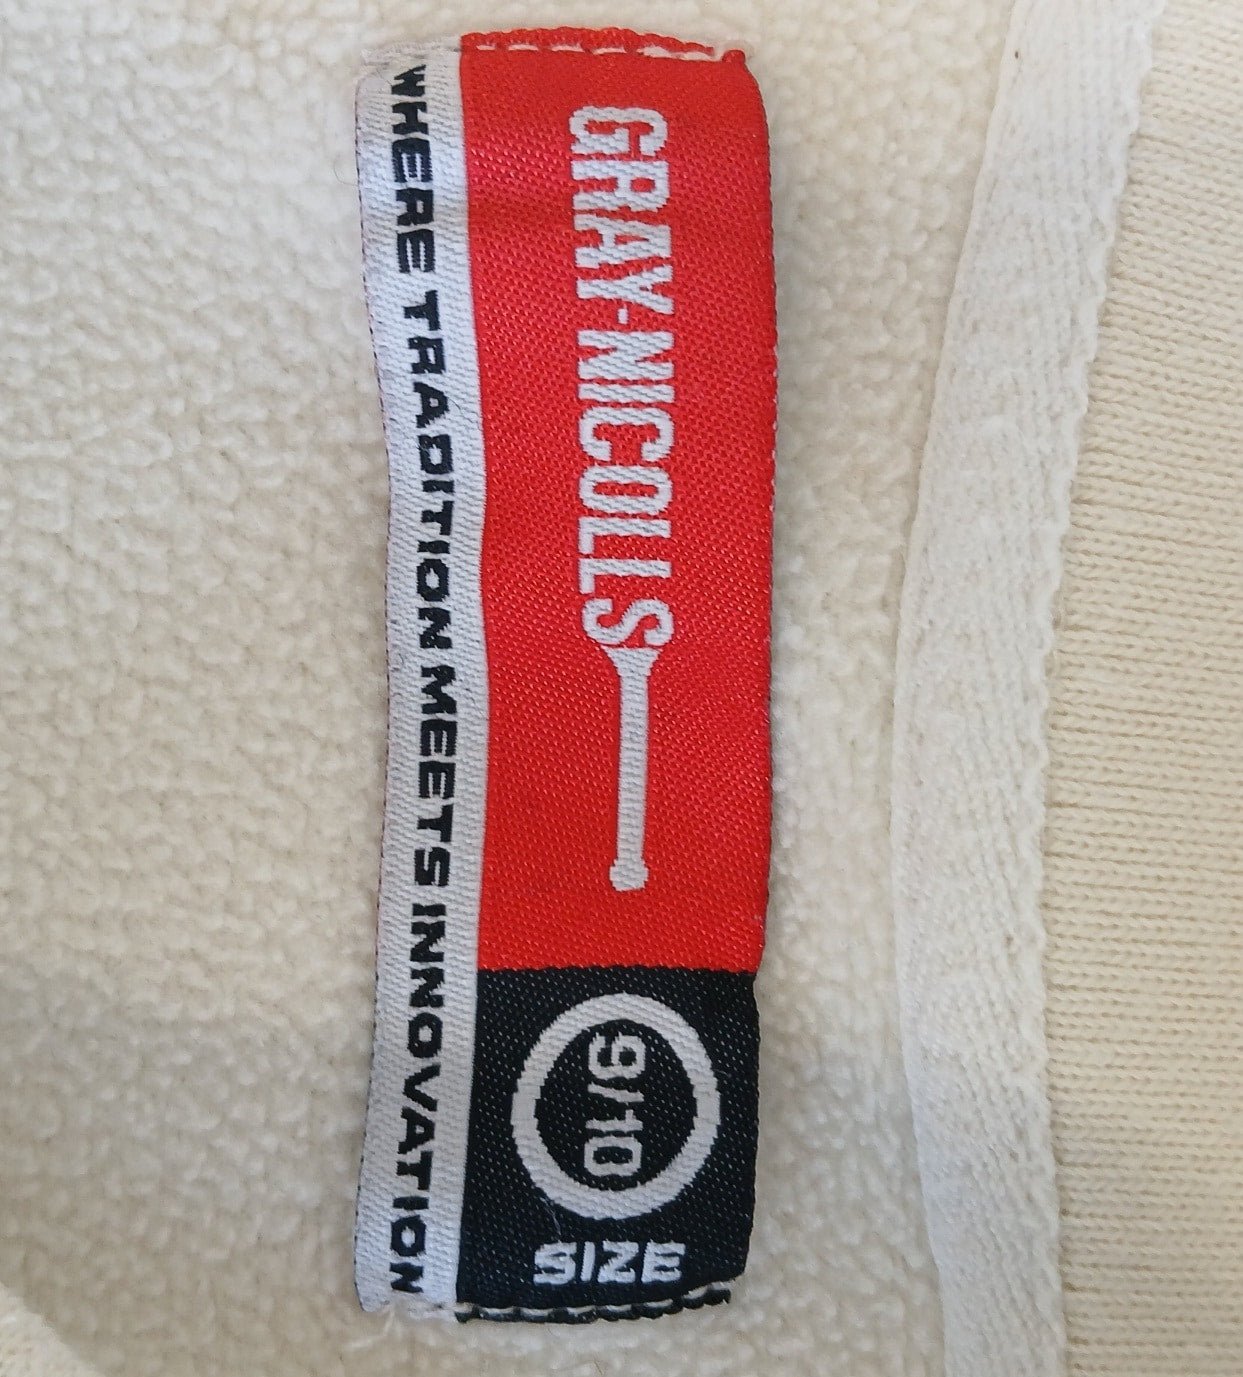 GRAY-NICOLLS
WHERE TRADITION MEETS INNOVATION
9/10
SIZE